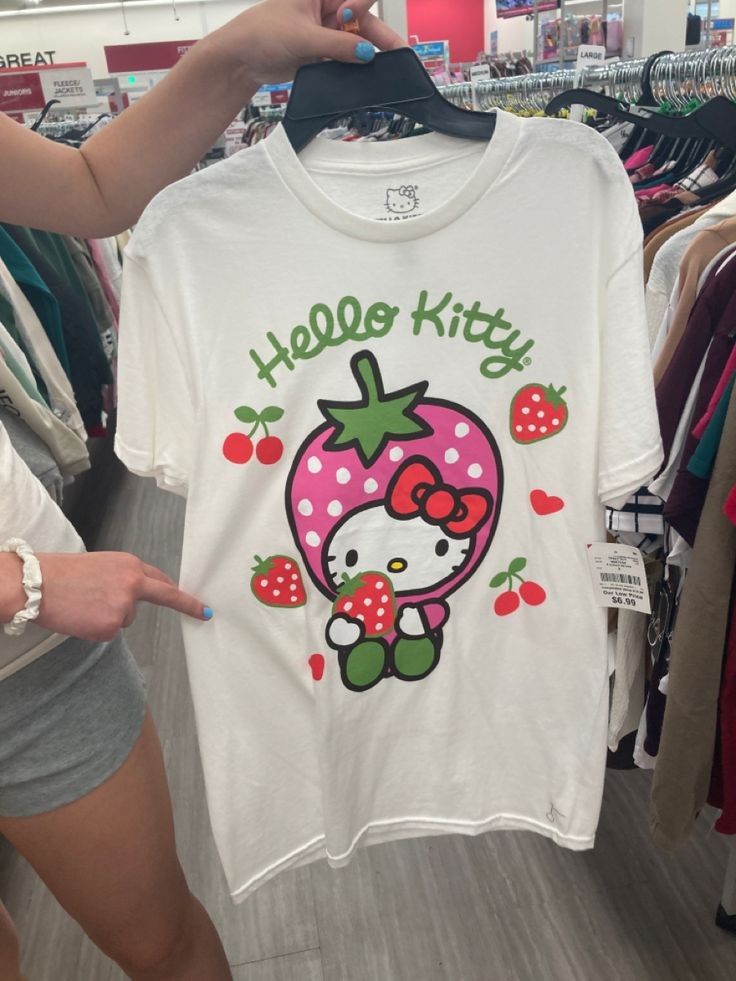 GREAT
JUNIORS
FLEECE/
JACKETS
LARGE
Hello Kitty®
Our Low Price
$6.99